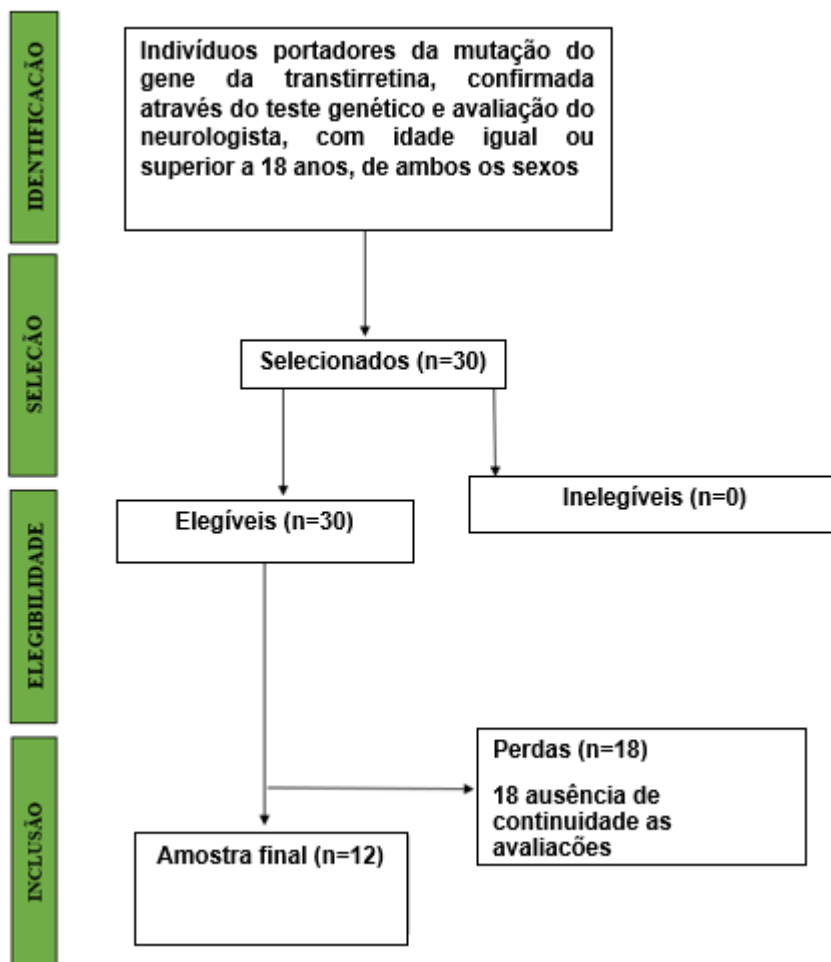 IDENTIFICAÇÃO
Indivíduos portadores da mutação do
gene da transtirretina, confirmada
através do teste genético e avaliação do
neurologista, com idade igual ou
superior a 18 anos, de ambos os sexos
SELECÃO
Selecionados (n=30)
Inelegíveis (n=0)
ELEGIBILIDADE
Elegíveis (n=30)
INCLUSÃO
Perdas (n=18)
18 ausência de
continuidade as
avaliacões
Amostra final (n=12)